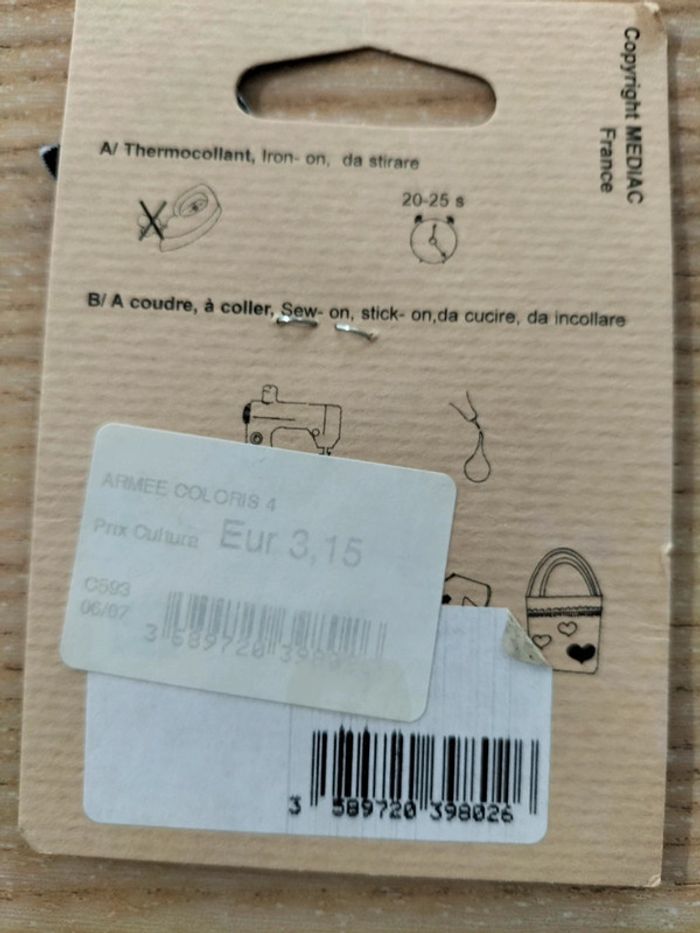 Copyright MEDIAC
France
A/ Thermocollant, Iron- on, da stirare
20-25 s
B/ A coudre, à coller, Sew- on, stick- on,da cucire, da incollare
ARMEE COLORIS 4
Prix Cultura Eur 3,15
C593
06/07
3 589720 398026